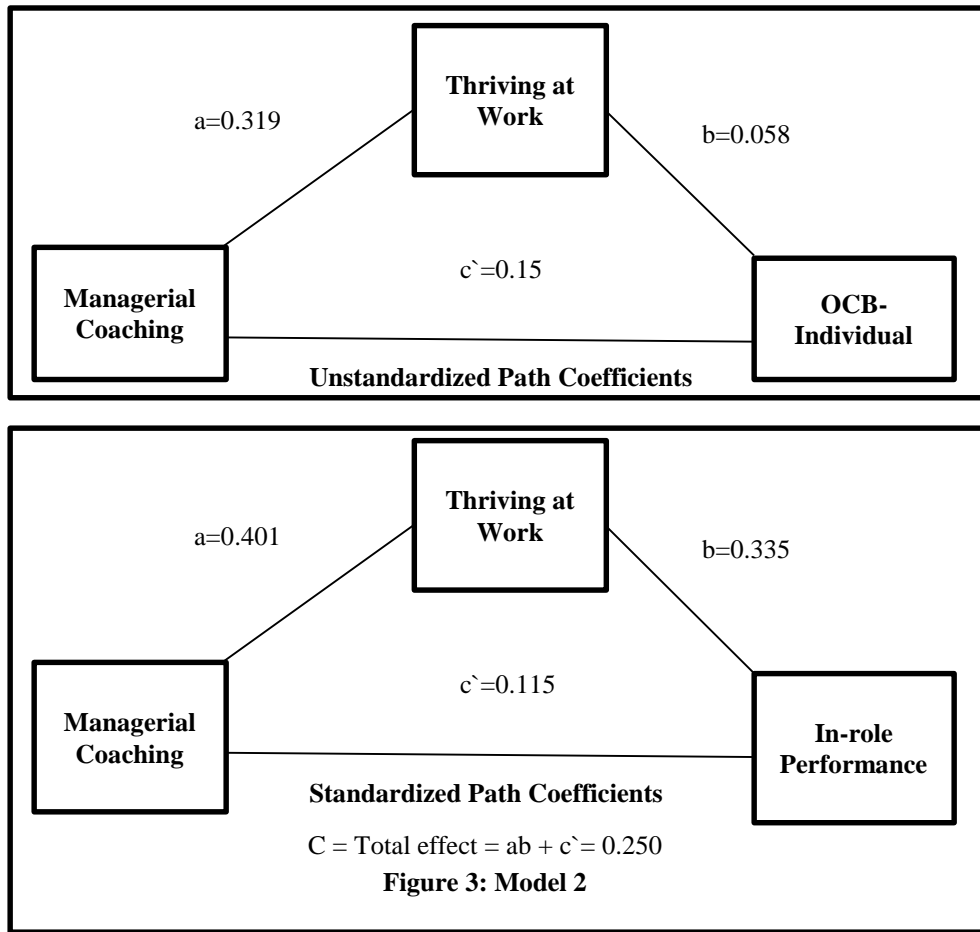 Thriving at
Work
a=0.319
b=0.058
c`=0.15
Managerial
Coaching
OCB-
Individual
Unstandardized Path Coefficients
Thriving at
Work
a=0.401
b=0.335
c`=0.115
Managerial
Coaching
In-role
Performance
Standardized Path Coefficients
C = Total effect = ab + c`= 0.250
Figure 3: Model 2